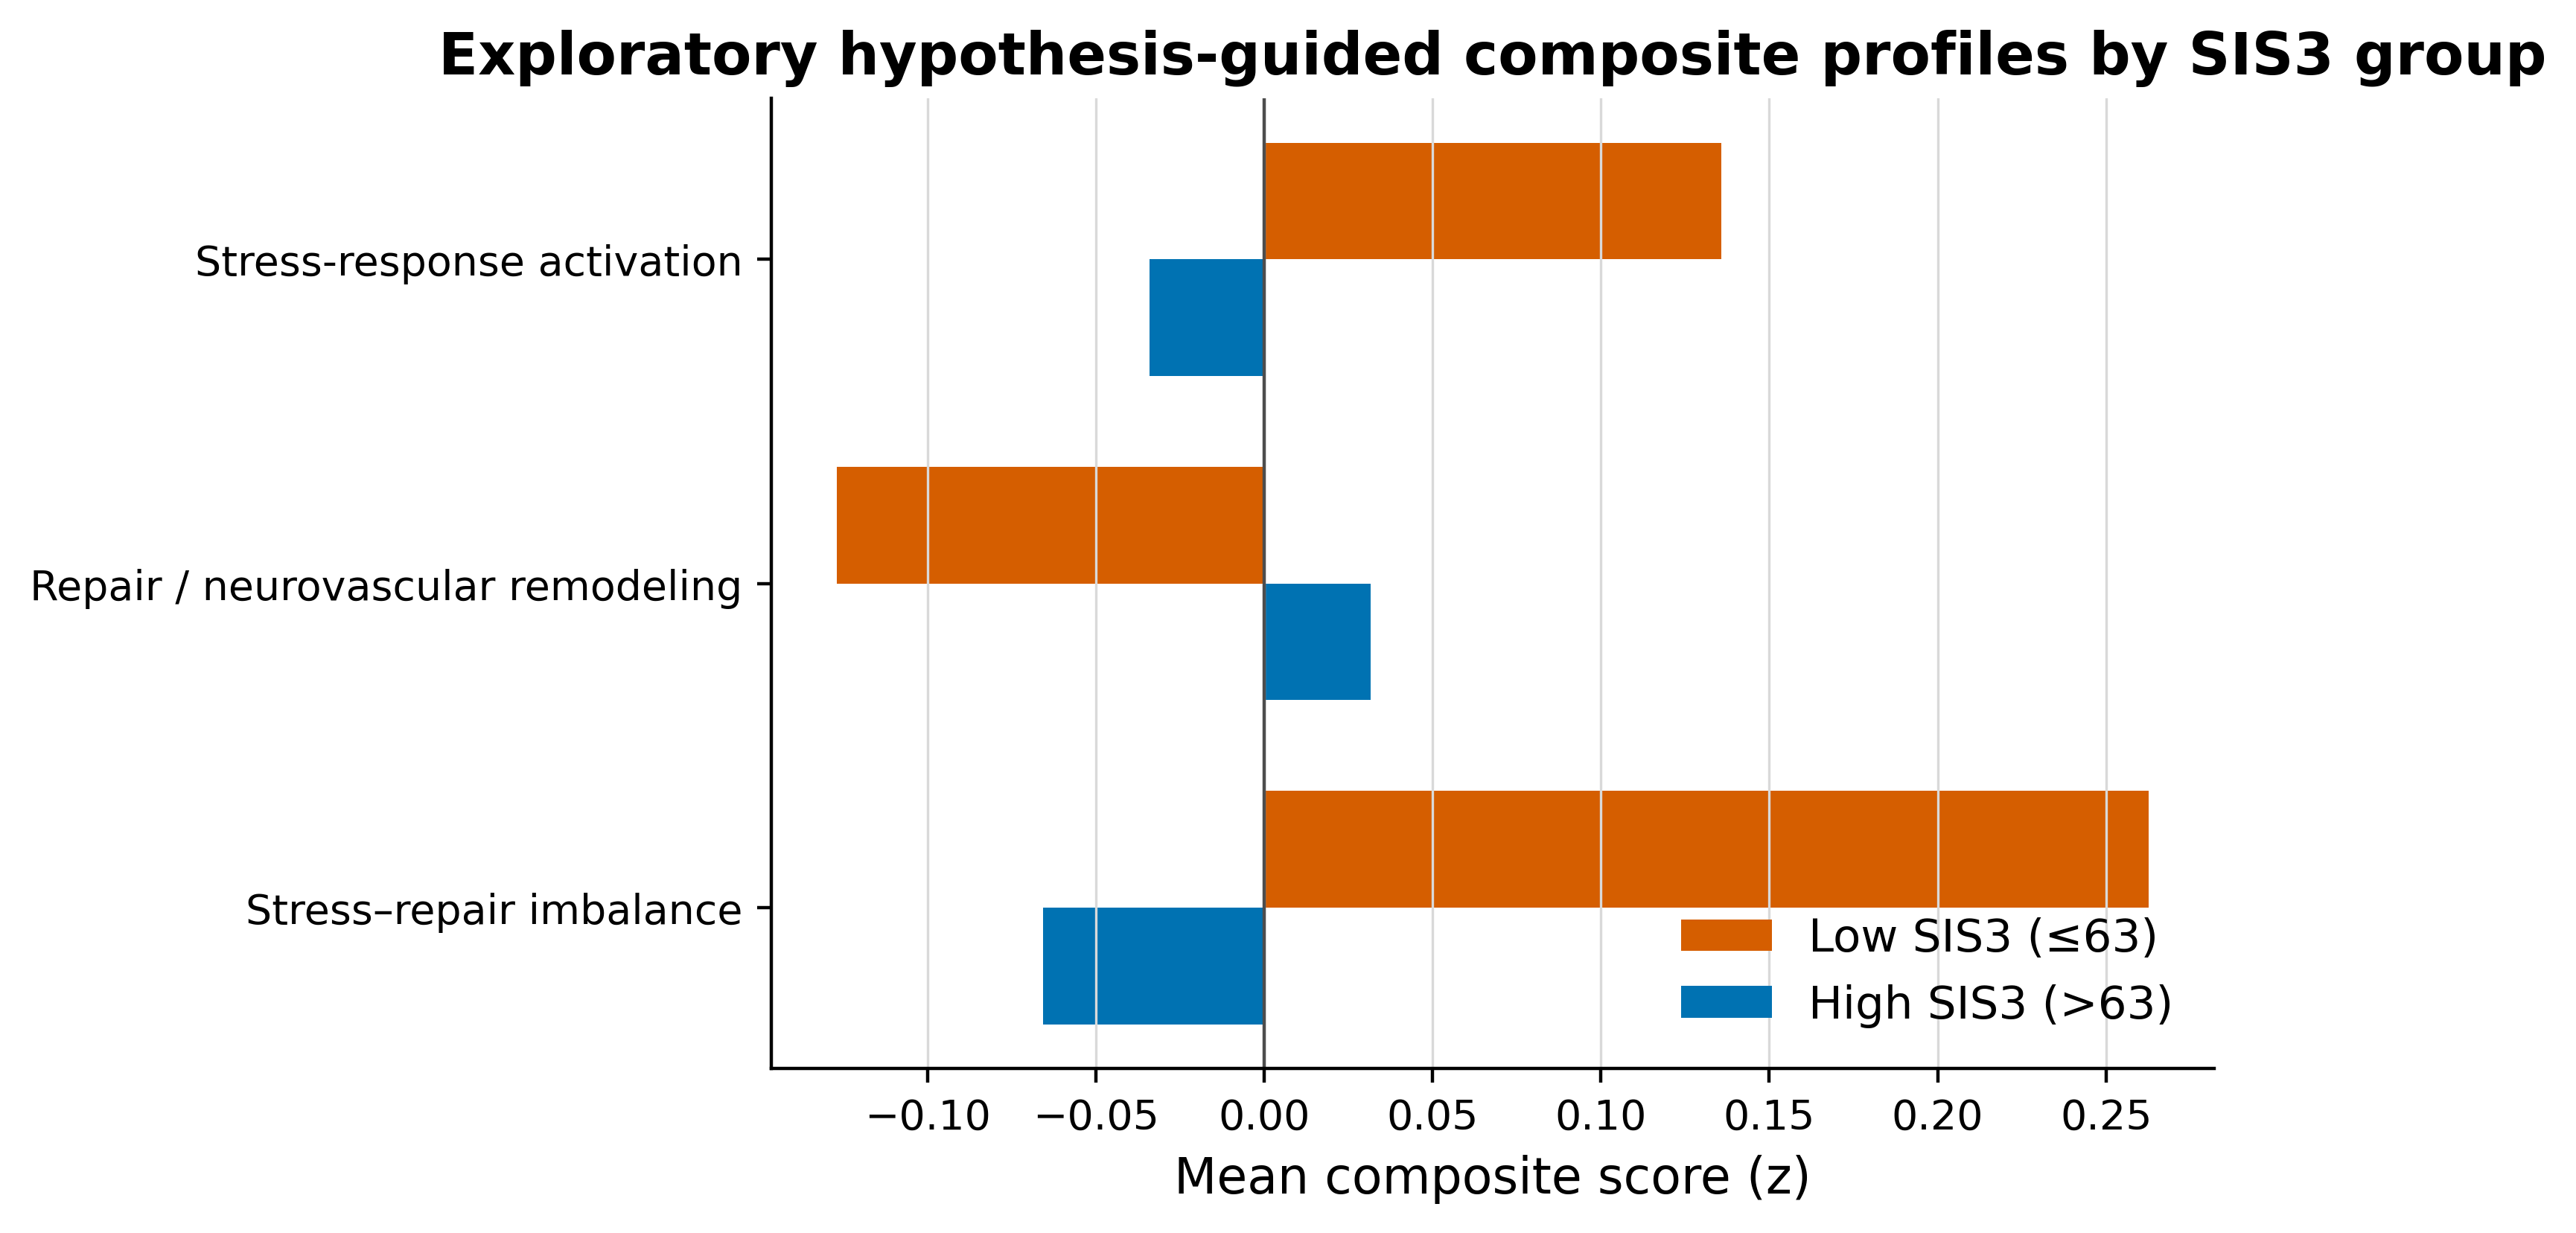 Exploratory hypothesis-guided composite profiles by SIS3 group
Stress-response activation
Repair / neurovascular remodeling
Stress–repair imbalance
Low SIS3 (≤63)
High SIS3 (>63)
−0.10 −0.05 0.00 0.05 0.10 0.15 0.20 0.25
Mean composite score (z)